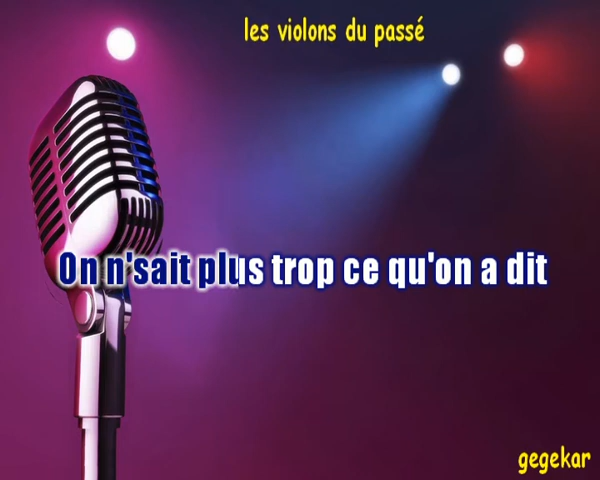 les violons du passé
On n'sait plus trop ce qu'on a dit
gegekar